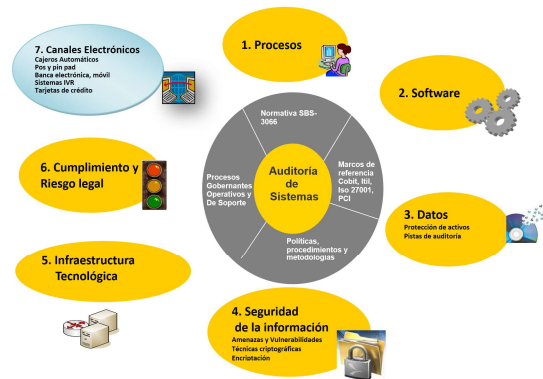 7. Canales Electrónicos
Cajeros Automáticos
Pos y pin pad
Banca electrónica, móvil
Sistemas IVR
Tarjetas de crédito
1. Procesos
2. Software
3. Datos
Protección de activos
Pistas de auditoria
4. Seguridad
de la información
Amenazas y Vulnerabilidades
Técnicas criptográficas
Encriptación
5. Infraestructura
Tecnológica
6. Cumplimiento y
Riesgo legal
Normativa SBS-
3066
Marcos de
referencia
Cobit, Itil,
Iso 27001,
PCI
Políticas,
procedimientos y
metodologías
Procesos
Gobernantes
Operativos y
De Soporte
Auditoría
de
Sistemas